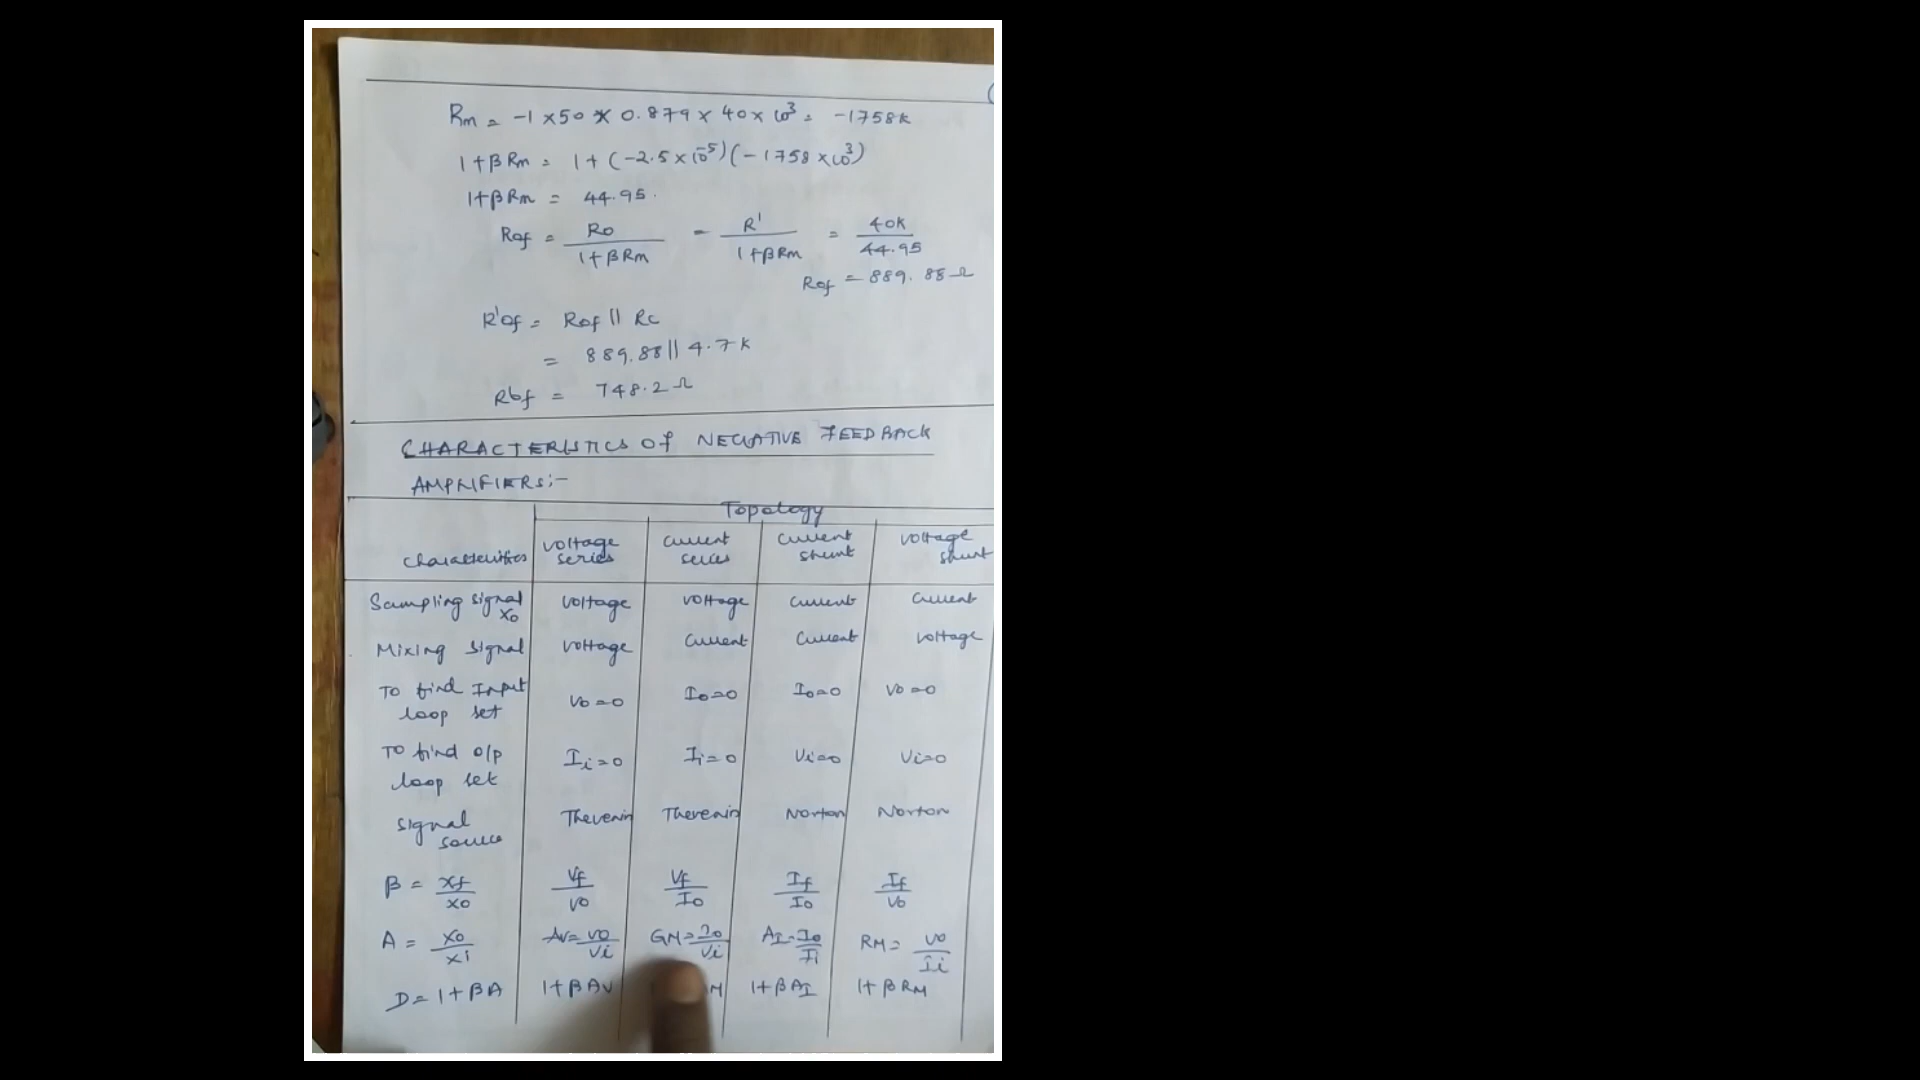 Rm = -1 x 50 x 0.879 x 40 x 10³ = -1758k
1+βRm = 1+(-2.5 x 10⁻⁵)(-1758 x 10³)
1+βRm = 44.95.
Rof = Ro / 1+βRm = R' / 1+βRm = 40k / 44.95
Rof = 889.88Ω
R'of = Rof || Rc
= 889.88 || 4.7k
R'of = 748.2Ω
CHARACTERISTICS OF NEGATIVE FEEDBACK
AMPLIFIERS:-
Topology
Characteristics | Voltage series | Current series | Current shunt | Voltage shunt
Sampling signal Xo | Voltage | Voltage | Current | Current
Mixing Signal | Voltage | Current | Current | Voltage
To find Input loop set | Vo=0 | Io=0 | Io=0 | Vo=0
To find o/p loop set | Ii=0 | Ii=0 | Vi=0 | Vi=0
Signal source | Thevenin | Thevenin | Norton | Norton
β = Xf/Xo | Vf/Vo | Vf/Io | If/Io | If/Vo
A = Xo/Xi | Av=Vo/Vi | GM=Io/Vi | AI=Io/Ii | RM=Vo/Ii
D=1+βA | 1+βAv | M | 1+βAI | 1+βRM